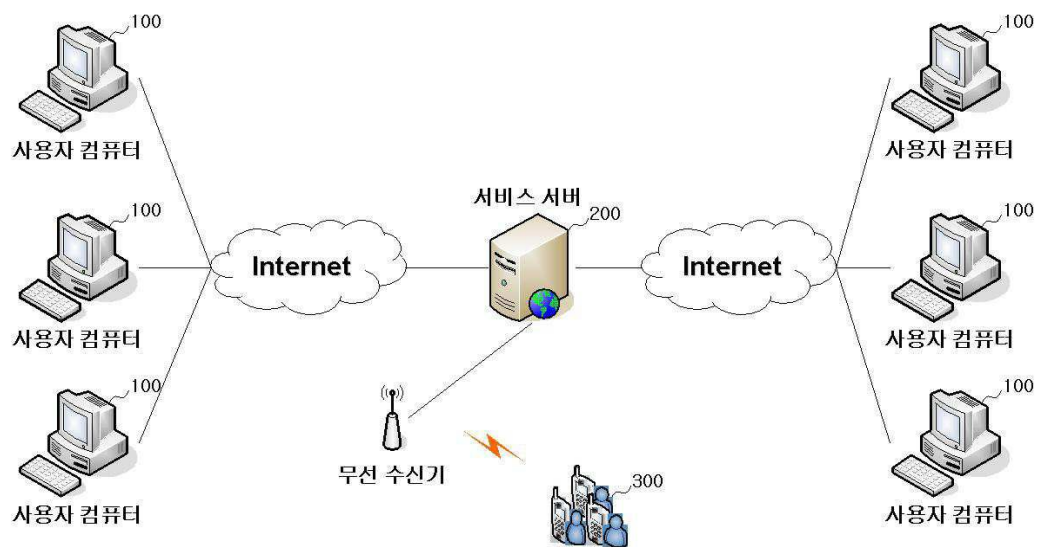 100
100
사용자 컴퓨터
사용자 컴퓨터
서비스 서버
100
200
100
Internet
Internet
사용자 컴퓨터
사용자 컴퓨터
100
100
무선 수신기
300
사용자 컴퓨터
사용자 컴퓨터